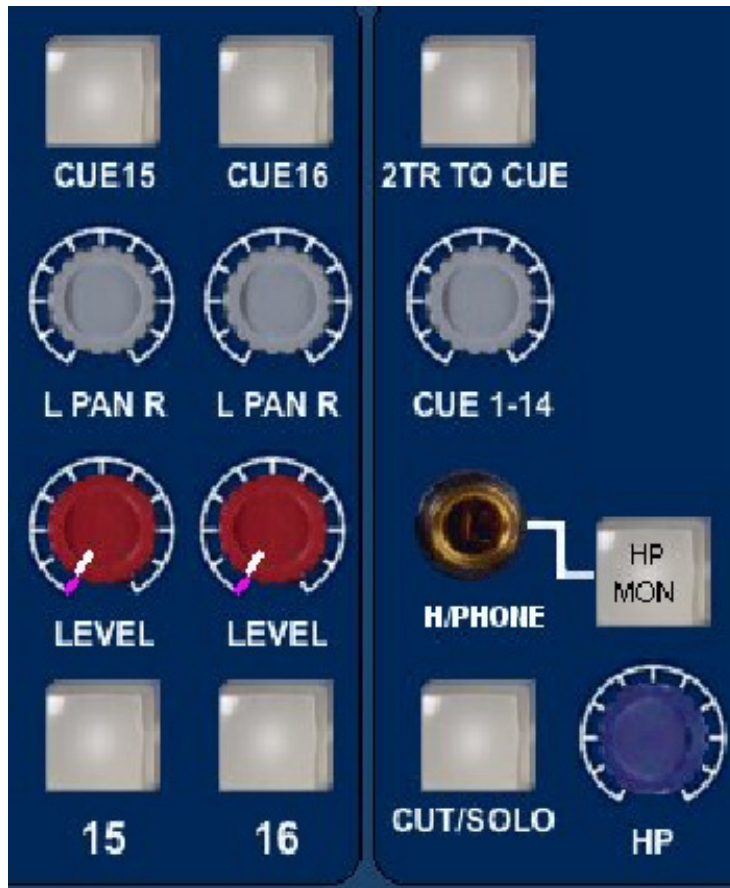 CUE15 CUE16 2TR TO CUE
L PAN R L PAN R CUE 1-14
HP
MON
H/PHONE
LEVEL LEVEL
CUT/SOLO
15 16 HP